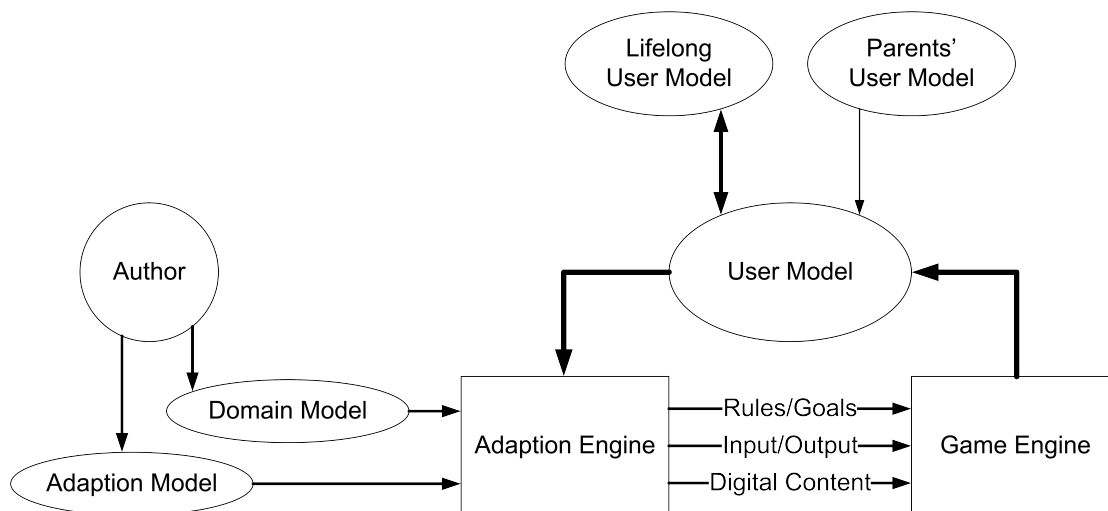 Lifelong
User Model
Parents’
User Model
Author
User Model
Domain Model
Rules/Goals
Adaption Engine
Input/Output
Game Engine
Adaption Model
Digital Content